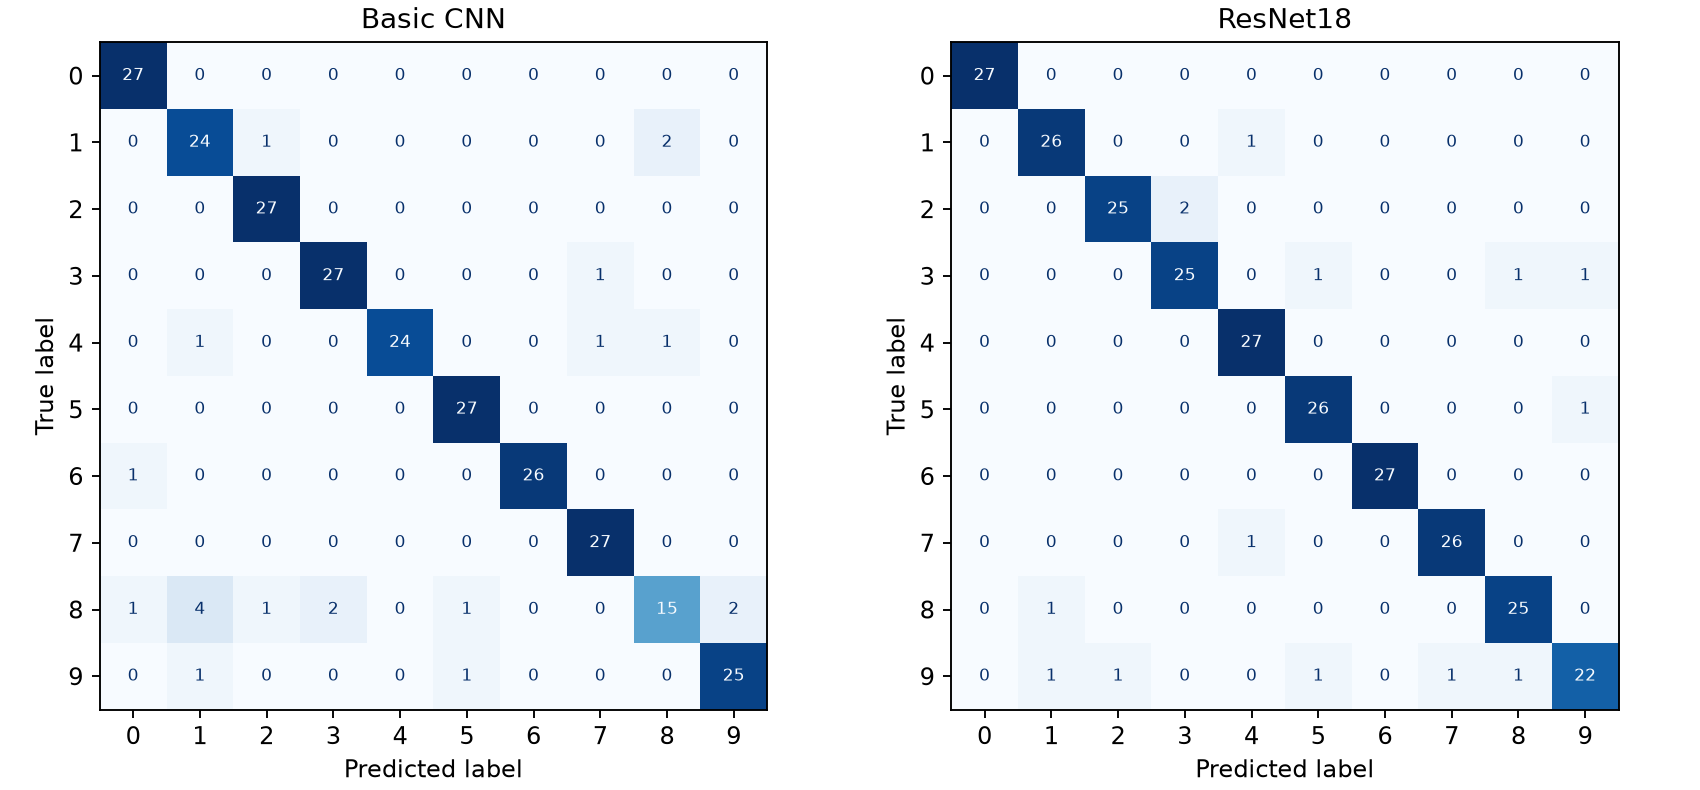 Basic CNN
True label
0 27 0 0 0 0 0 0 0 0 0
1 0 24 1 0 0 0 0 0 2 0
2 0 0 27 0 0 0 0 0 0 0
3 0 0 0 27 0 0 0 1 0 0
4 0 1 0 0 24 0 0 1 1 0
5 0 0 0 0 0 27 0 0 0 0
6 1 0 0 0 0 0 26 0 0 0
7 0 0 0 0 0 0 0 27 0 0
8 1 4 1 2 0 1 0 0 15 2
9 0 1 0 0 0 1 0 0 0 25
0 1 2 3 4 5 6 7 8 9
Predicted label
ResNet18
True label
0 27 0 0 0 0 0 0 0 0 0
1 0 26 0 0 1 0 0 0 0 0
2 0 0 25 2 0 0 0 0 0 0
3 0 0 0 25 0 1 0 0 1 1
4 0 0 0 0 27 0 0 0 0 0
5 0 0 0 0 0 26 0 0 0 1
6 0 0 0 0 0 0 27 0 0 0
7 0 0 0 0 1 0 0 26 0 0
8 0 1 0 0 0 0 0 0 25 0
9 0 1 1 0 0 1 0 1 1 22
0 1 2 3 4 5 6 7 8 9
Predicted label